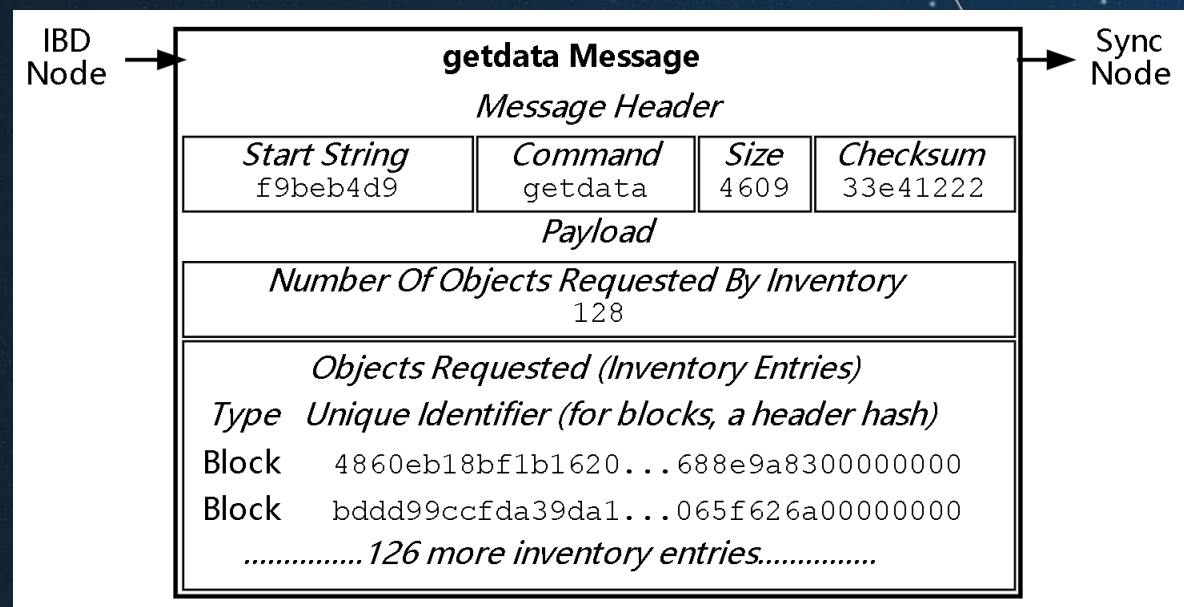 IBD
Node
getdata Message
Sync
Node
Message Header
Start String Command Size Checksum
f9beb4d9 getdata 4609 33e41222
Payload
Number Of Objects Requested By Inventory
128
Objects Requested (Inventory Entries)
Type Unique Identifier (for blocks, a header hash)
Block 4860eb18bf1b1620...688e9a8300000000
Block bddd99ccfda39da1...065f626a00000000
...............126 more inventory entries...............